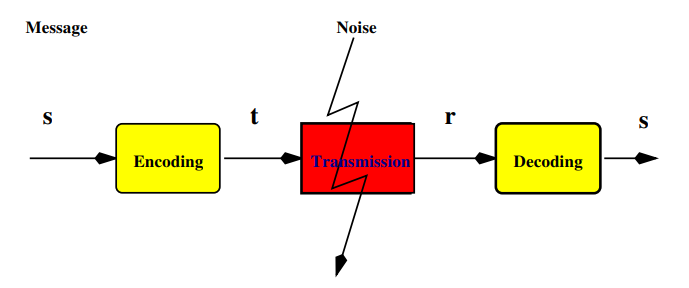 Message
Noise
s
t
r
s
Encoding
Transmission
Decoding